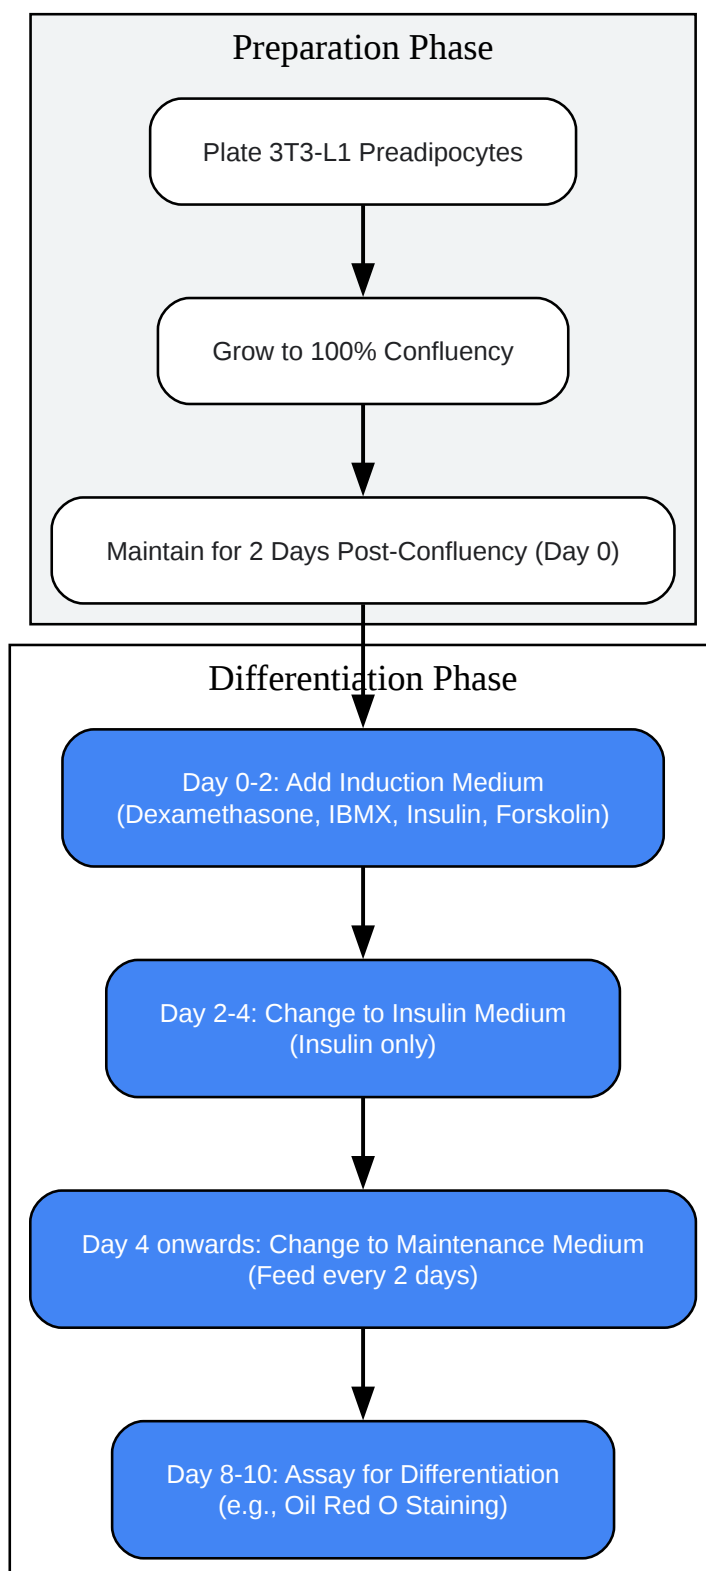 Preparation Phase
Plate 3T3-L1 Preadipocytes
Grow to 100% Confluency
Maintain for 2 Days Post-Confluency (Day 0)
Differentiation Phase
Day 0-2: Add Induction Medium
(Dexamethasone, IBMX, Insulin, Forskolin)
Day 2-4: Change to Insulin Medium
(Insulin only)
Day 4 onwards: Change to Maintenance Medium
(Feed every 2 days)
Day 8-10: Assay for Differentiation
(e.g., Oil Red O Staining)